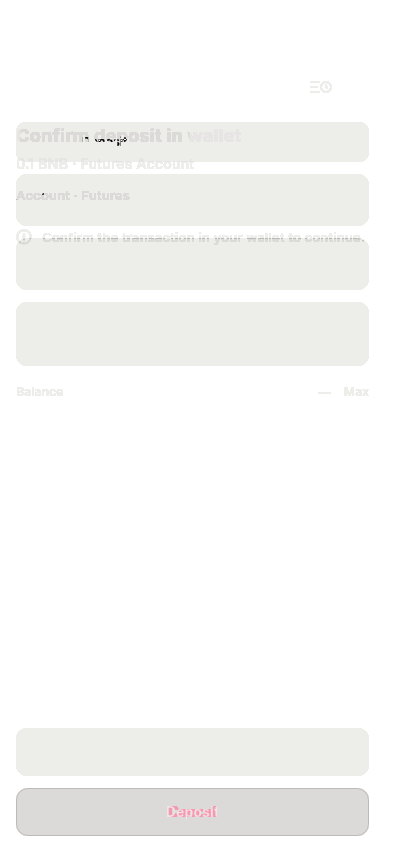 Confirm deposit in wallet
0.1 BNB · Futures Account
Account · Futures
Confirm the transaction in your wallet to continue.
Balance — Max
Deposit